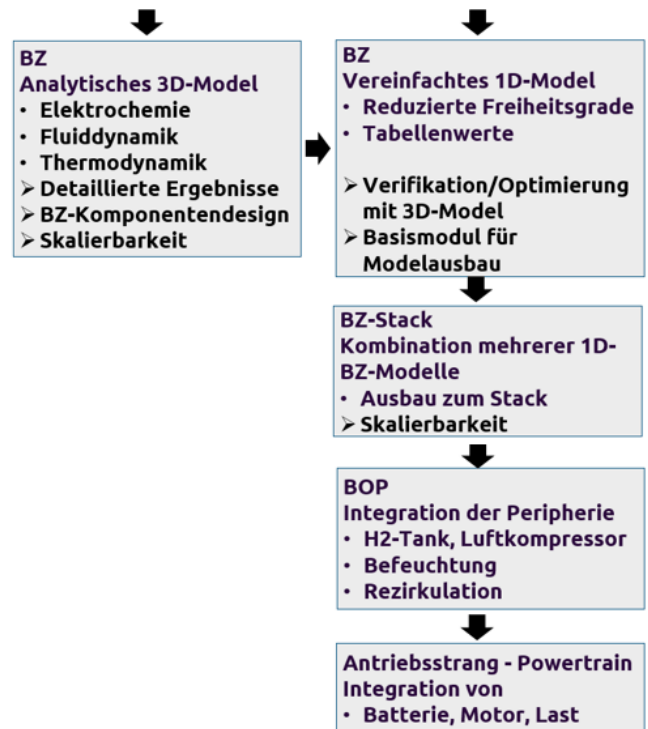 BZ
Analytisches 3D-Model
• Elektrochemie
• Fluiddynamik
• Thermodynamik
➢ Detaillierte Ergebnisse
➢ BZ-Komponentendesign
➢ Skalierbarkeit
BZ
Vereinfachtes 1D-Model
• Reduzierte Freiheitsgrade
• Tabellenwerte
➢ Verifikation/Optimierung
mit 3D-Model
➢ Basismodul für
Modelausbau
BZ-Stack
Kombination mehrerer 1D-
BZ-Modelle
• Ausbau zum Stack
➢ Skalierbarkeit
BOP
Integration der Peripherie
• H2-Tank, Luftkompressor
• Befeuchtung
• Rezirkulation
Antriebsstrang - Powertrain
Integration von
• Batterie, Motor, Last